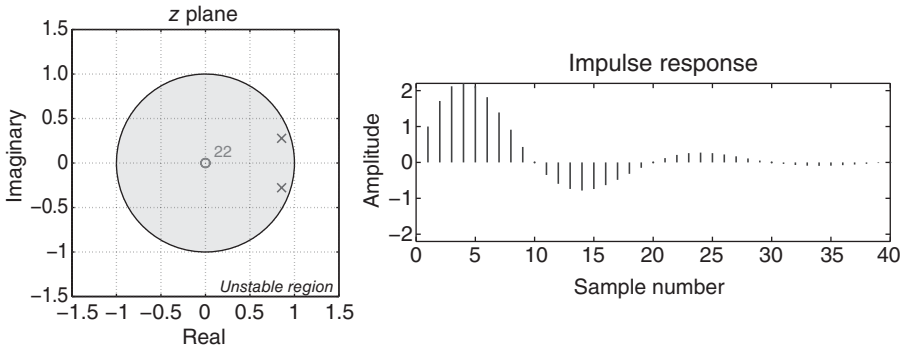 z plane
1.5
1.0
0.5
0
−0.5
−1
−1.5
Imaginary
22
Unstable region
−1.5 −1 −0.5 0 0.5 1 1.5
Real
Impulse response
2
1
0
−1
−2
Amplitude
0 5 10 15 20 25 30 35 40
Sample number